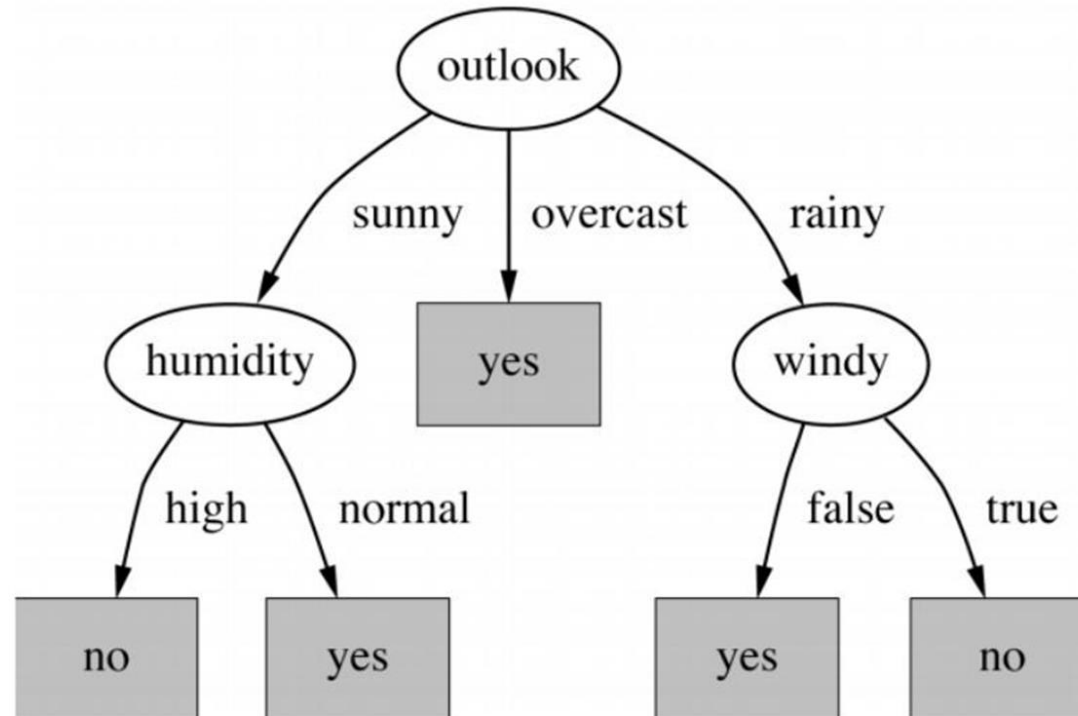 outlook
sunny overcast rainy
humidity yes windy
high normal false true
no yes yes no